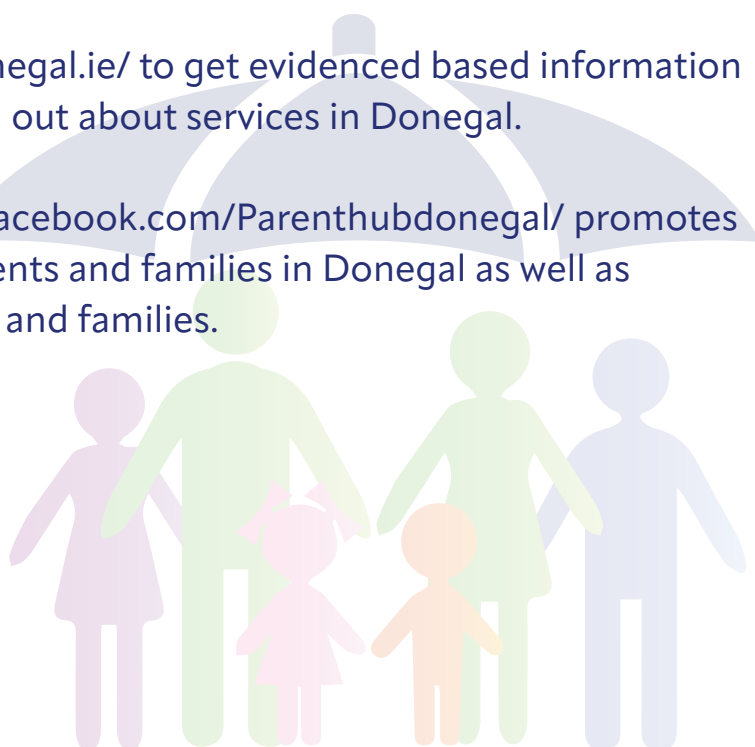 negal.ie/ to get evidenced based information
out about services in Donegal.
acebook.com/Parenthubdonegal/ promotes
ents and families in Donegal as well as
and families.